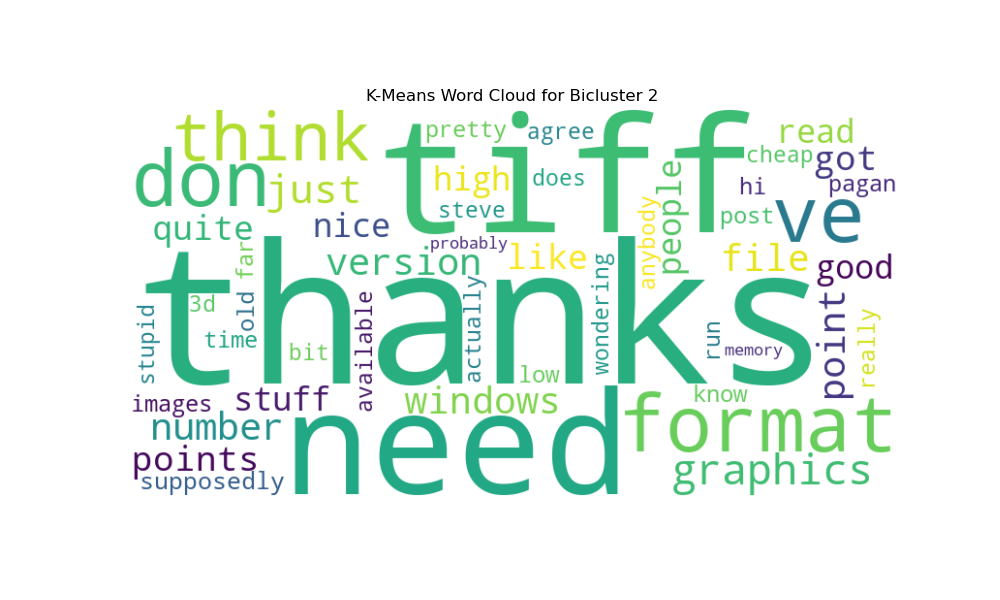 K-Means Word Cloud for Bicluster 2
think
tiff
pretty
agree
read
cheap
got
don
just
high
does
hi
pagan
people
steve
post
ve
quite
nice
probably
anybody
version
like
file
good
far
thanks
3d
old
time
stupid
bit
available
actually
wondering
run
memory
point
really
low
know
images
stuff
windows
format
number
need
points
graphics
supposedly